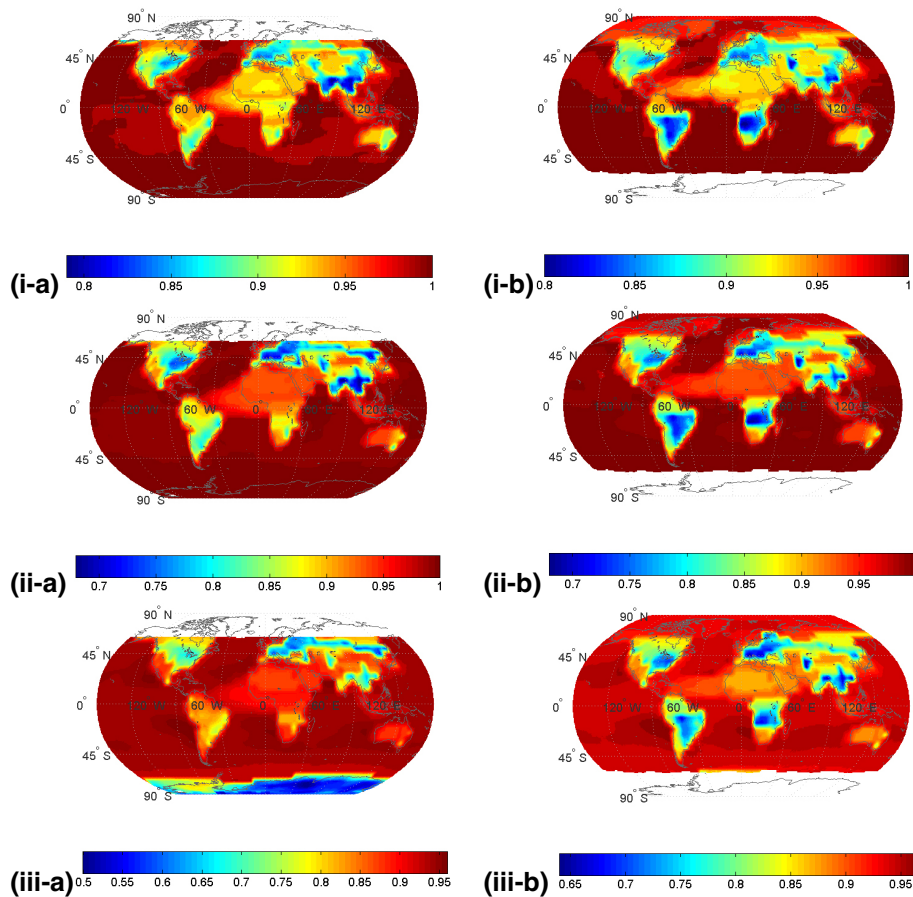 90° N
45° N
120° W
60° W
0
60° E
120° E
0°
45° S
90° S
(i-a)
0.8 0.85 0.9 0.95 1
90° N
45° N
120° W
60° W
0
60° E
120° E
0°
45° S
90° S
(i-b)
0.8 0.85 0.9 0.95 1
90° N
45° N
120° W
60° W
0
60° E
120° E
0°
45° S
90° S
(ii-a)
0.7 0.75 0.8 0.85 0.9 0.95 1
90° N
45° N
120° W
60° W
0
60° E
120° E
0°
45° S
90° S
(ii-b)
0.7 0.75 0.8 0.85 0.9 0.95
90° N
45° N
120° W
60° W
0
120° E
0°
45° S
90° S
(iii-a)
0.5 0.55 0.6 0.65 0.7 0.75 0.8 0.85 0.9 0.95
90° N
45° N
120° W
60° W
0
120° E
0°
45° S
90° S
(iii-b)
0.65 0.7 0.75 0.8 0.85 0.9 0.95